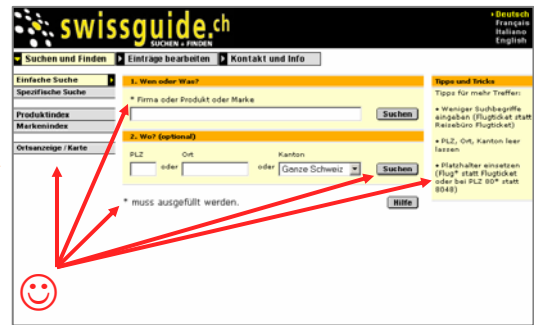 swissguide.ch
SUCHEN + FINDEN
Deutsch
Français
Italiano
English
Suchen und Finden
Einträge bearbeiten
Kontakt und Info
Einfache Suche
Spezifische Suche
Produktindex
Markenindex
Ortsanzeige / Karte
1. Wen oder Was?
* Firma oder Produkt oder Marke
Suchen
2. Wo? (optional)
PLZ Ort Kanton
oder oder Ganze Schweiz Suchen
* muss ausgefüllt werden.
Hilfe
Tipps und Tricks
Tipps für mehr Treffer:
• Weniger Suchbegriffe
eingeben (Flugticket statt
Reisebüro Flugticket)
• PLZ, Ort, Kanton leer
lassen
• Platzhalter einsetzen
(Flug* statt Flugticket
oder bei PLZ 80* statt
8048)